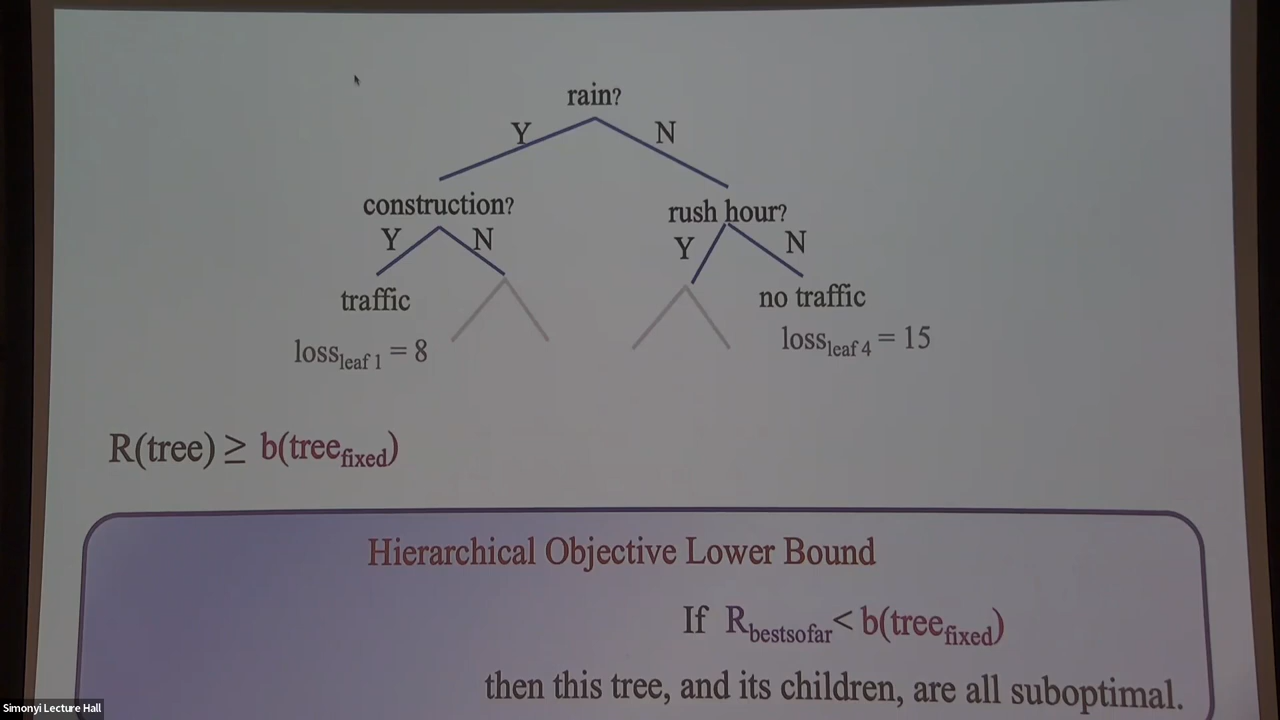 rain?
Y N
construction? rush hour?
Y N Y N
traffic no traffic
loss_leaf 1 = 8 loss_leaf 4 = 15
R(tree) ≥ b(tree_fixed)
Hierarchical Objective Lower Bound
If R_bestsofar < b(tree_fixed)
then this tree, and its children, are all suboptimal.
Simonyi Lecture Hall